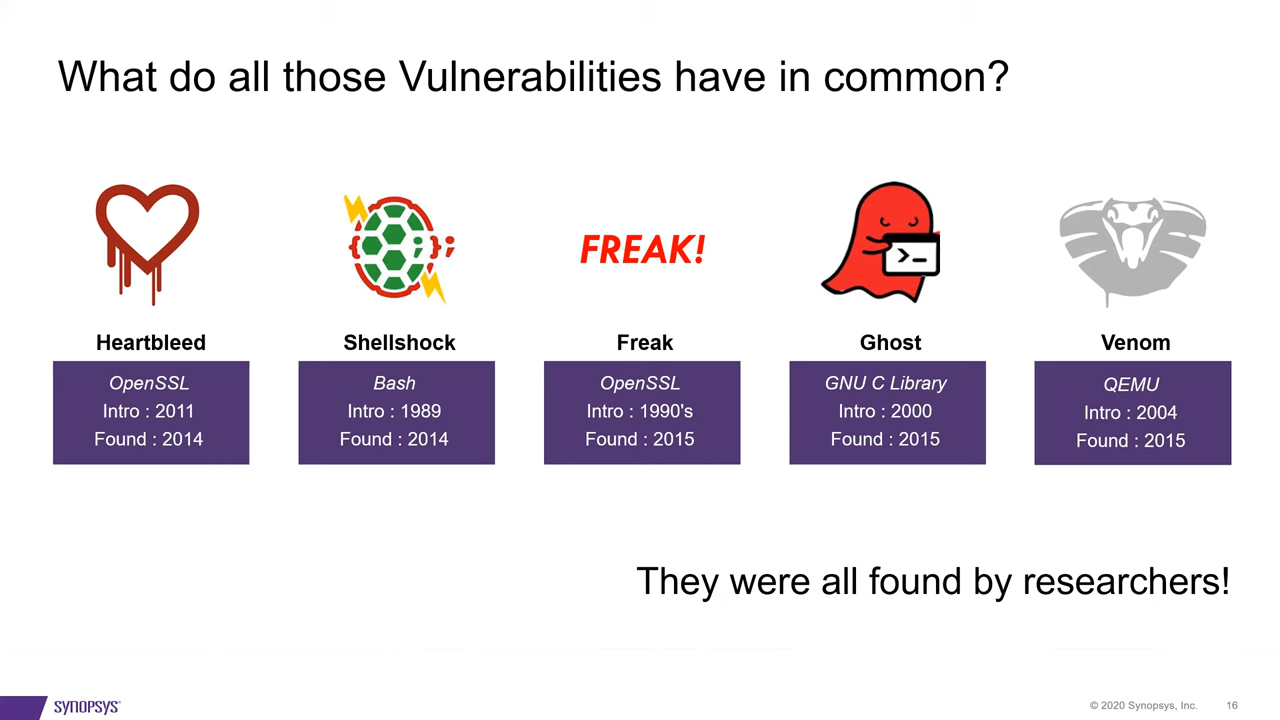 What do all those Vulnerabilities have in common?
FREAK!
Heartbleed
OpenSSL
Intro : 2011
Found : 2014
Shellshock
Bash
Intro : 1989
Found : 2014
Freak
OpenSSL
Intro : 1990's
Found : 2015
Ghost
GNU C Library
Intro : 2000
Found : 2015
Venom
QEMU
Intro : 2004
Found : 2015
They were all found by researchers!
SYNOPSYS®
© 2020 Synopsys, Inc.
16